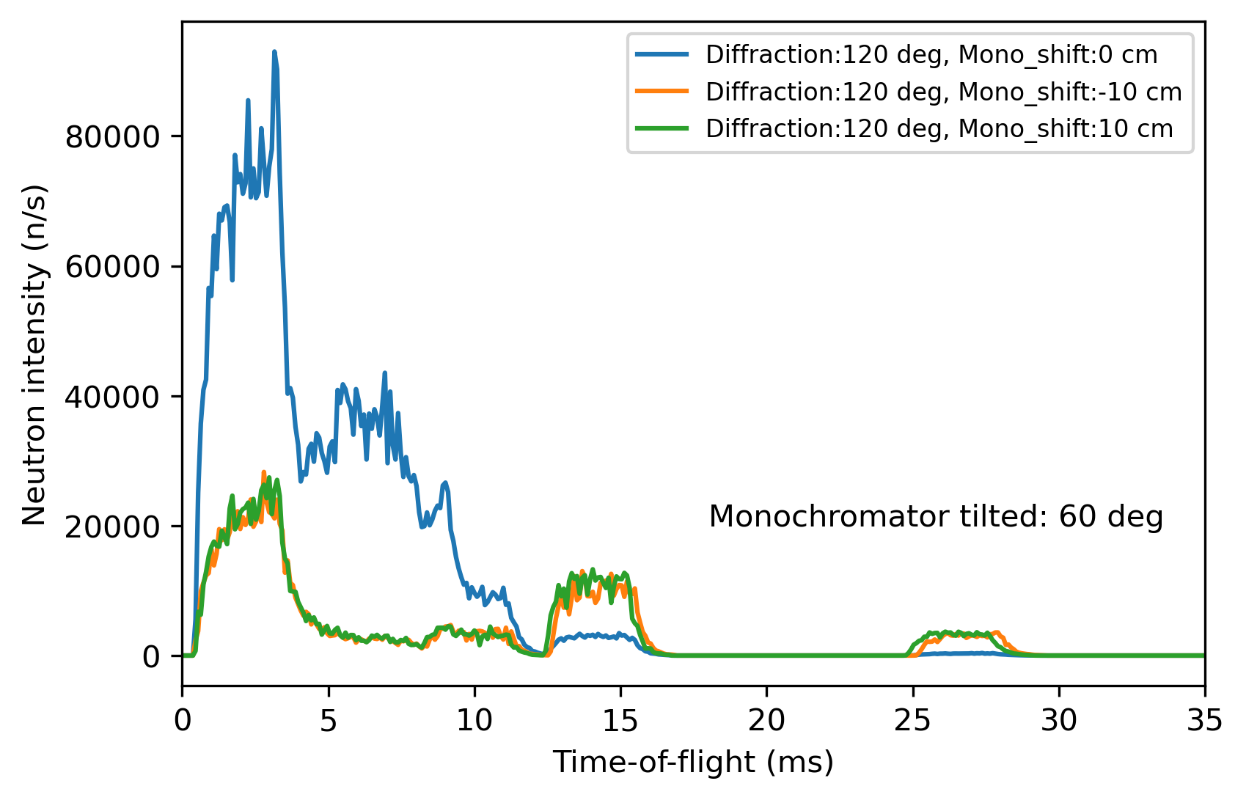 Diffraction:120 deg, Mono_shift:0 cm
Diffraction:120 deg, Mono_shift:-10 cm
Diffraction:120 deg, Mono_shift:10 cm
80000
60000
40000
20000
0
Neutron intensity (n/s)
Monochromator tilted: 60 deg
0 5 10 15 20 25 30 35
Time-of-flight (ms)